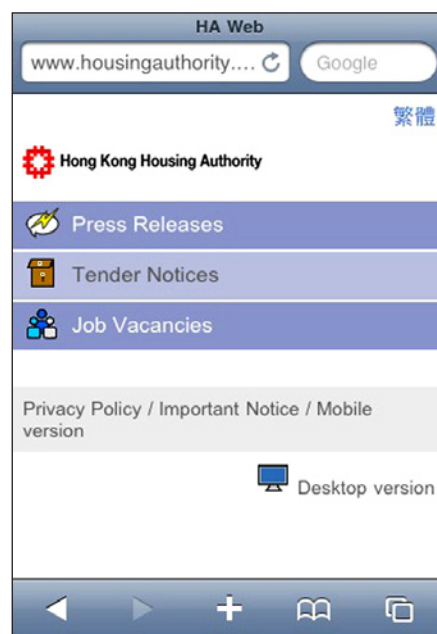 HA Web
www.housingauthority.... Google
繁體
Hong Kong Housing Authority
Press Releases
Tender Notices
Job Vacancies
Privacy Policy / Important Notice / Mobile
version
Desktop version